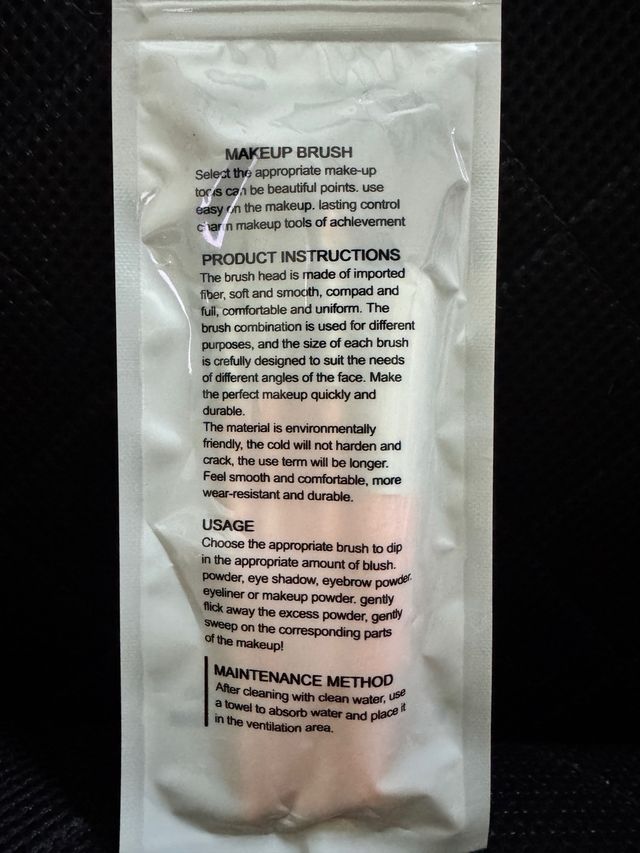 MAKEUP BRUSH
Select the appropriate make-up
tools can be beautiful points. use
easy on the makeup. lasting control
charm makeup tools of achlevement
PRODUCT INSTRUCTIONS
The brush head is made of imported
fiber, soft and smooth, compad and
full, comfortable and uniform. The
brush combination is used for different
purposes, and the size of each brush
is crefully designed to suit the needs
of different angles of the face. Make
the perfect makeup quickly and
durable.
The material is environmentally
friendly, the cold will not harden and
crack, the use term will be longer.
Feel smooth and comfortable, more
wear-resistant and durable.
USAGE
Choose the appropriate brush to dip
in the appropriate amount of blush.
powder, eye shadow, eyebrow powder.
eyeliner or makeup powder. gently
flick away the excess powder, gently
sweep on the corresponding parts
of the makeup!
MAINTENANCE METHOD
After cleaning with clean water, use
a towel to absorb water and place it
in the ventilation area.